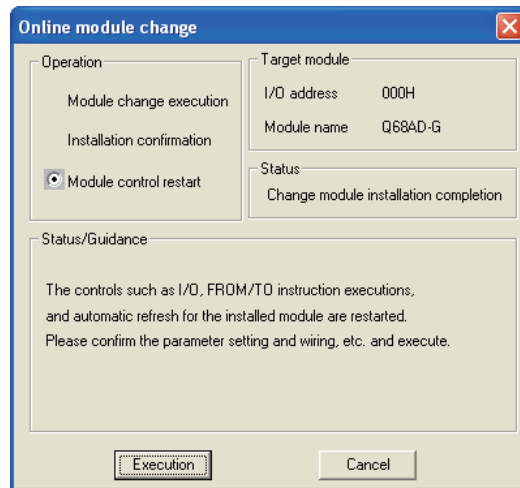 Online module change
Operation
Module change execution
Installation confirmation
Module control restart
Target module
I/O address 000H
Module name Q68AD-G
Status
Change module installation completion
Status/Guidance
The controls such as I/O, FROM/TO instruction executions,
and automatic refresh for the installed module are restarted.
Please confirm the parameter setting and wiring, etc. and execute.
Execution
Cancel